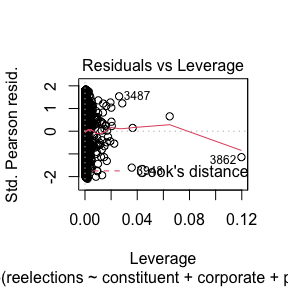 Residuals vs Leverage
Std. Pearson resid.
2
1
0
-2
3487
3862
Cook's distance
0.00 0.04 0.08 0.12
Leverage
(reelections ~ constituent + corporate + p